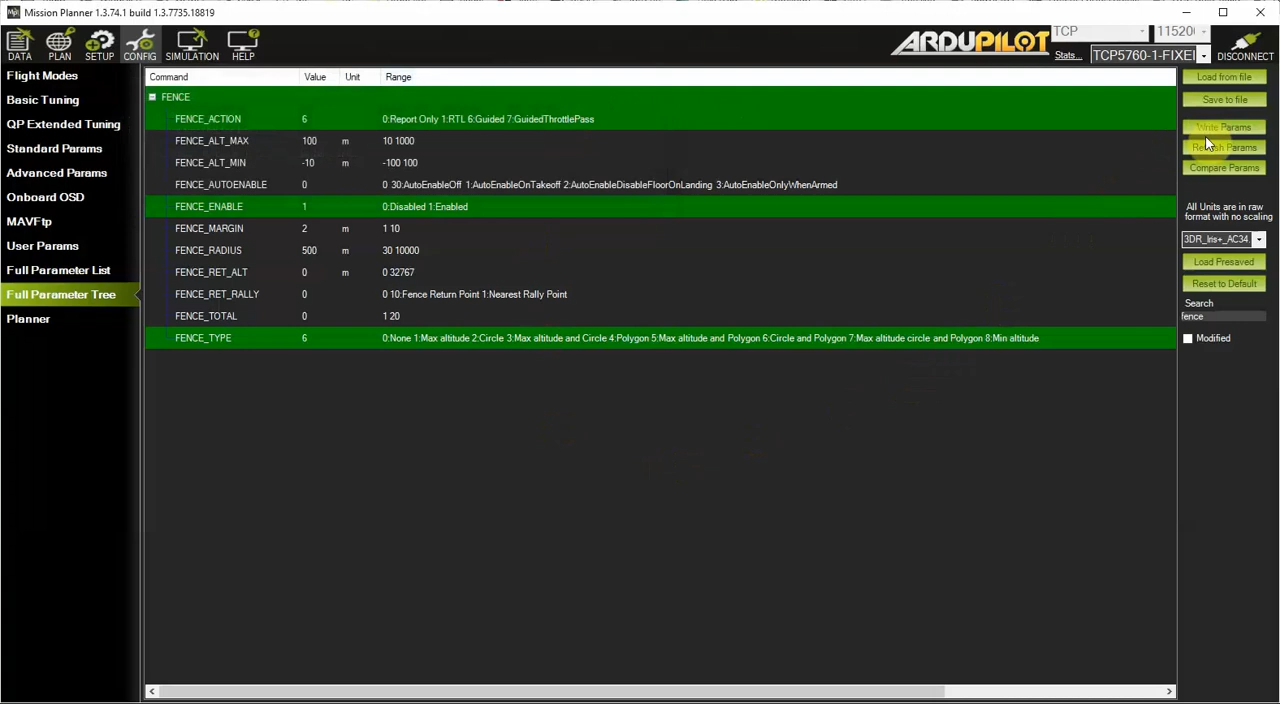 Mission Planner 1.3.74.1 build 1.3.7735.18819
DATA PLAN SETUP CONFIG SIMULATION HELP
ARDUPILOT
TCP 11520
Stats... TCP5760-1-FIXE
DISCONNECT
Flight Modes
Basic Tuning
QP Extended Tuning
Standard Params
Advanced Params
Onboard OSD
MAVFtp
User Params
Full Parameter List
Full Parameter Tree
Planner
Command Value Unit Range
FENCE
FENCE_ACTION 6 0:Report Only 1:RTL 6:Guided 7:GuidedThrottlePass
FENCE_ALT_MAX 100 m 10 1000
FENCE_ALT_MIN -10 m -100 100
FENCE_AUTOENABLE 0 0 30:AutoEnableOff 1:AutoEnableOnTakeoff 2:AutoEnableDisableFloorOnLanding 3:AutoEnableOnlyWhenArmed
FENCE_ENABLE 1 0:Disabled 1:Enabled
FENCE_MARGIN 2 m 1 10
FENCE_RADIUS 500 m 30 10000
FENCE_RET_ALT 0 m 0 32767
FENCE_RET_RALLY 0 0 10:Fence Return Point 1:Nearest Rally Point
FENCE_TOTAL 0 1 20
FENCE_TYPE 6 0:None 1:Max altitude 2:Circle 3:Max altitude and Circle 4:Polygon 5:Max altitude and Polygon 6:Circle and Polygon 7:Max altitude circle and Polygon 8:Min altitude
Load from file
Save to file
Write Params
Refresh Params
Compare Params
All Units are in raw
format with no scaling
3DR_Iris+_AC34
Load Presaved
Reset to Default
Search
fence
Modified